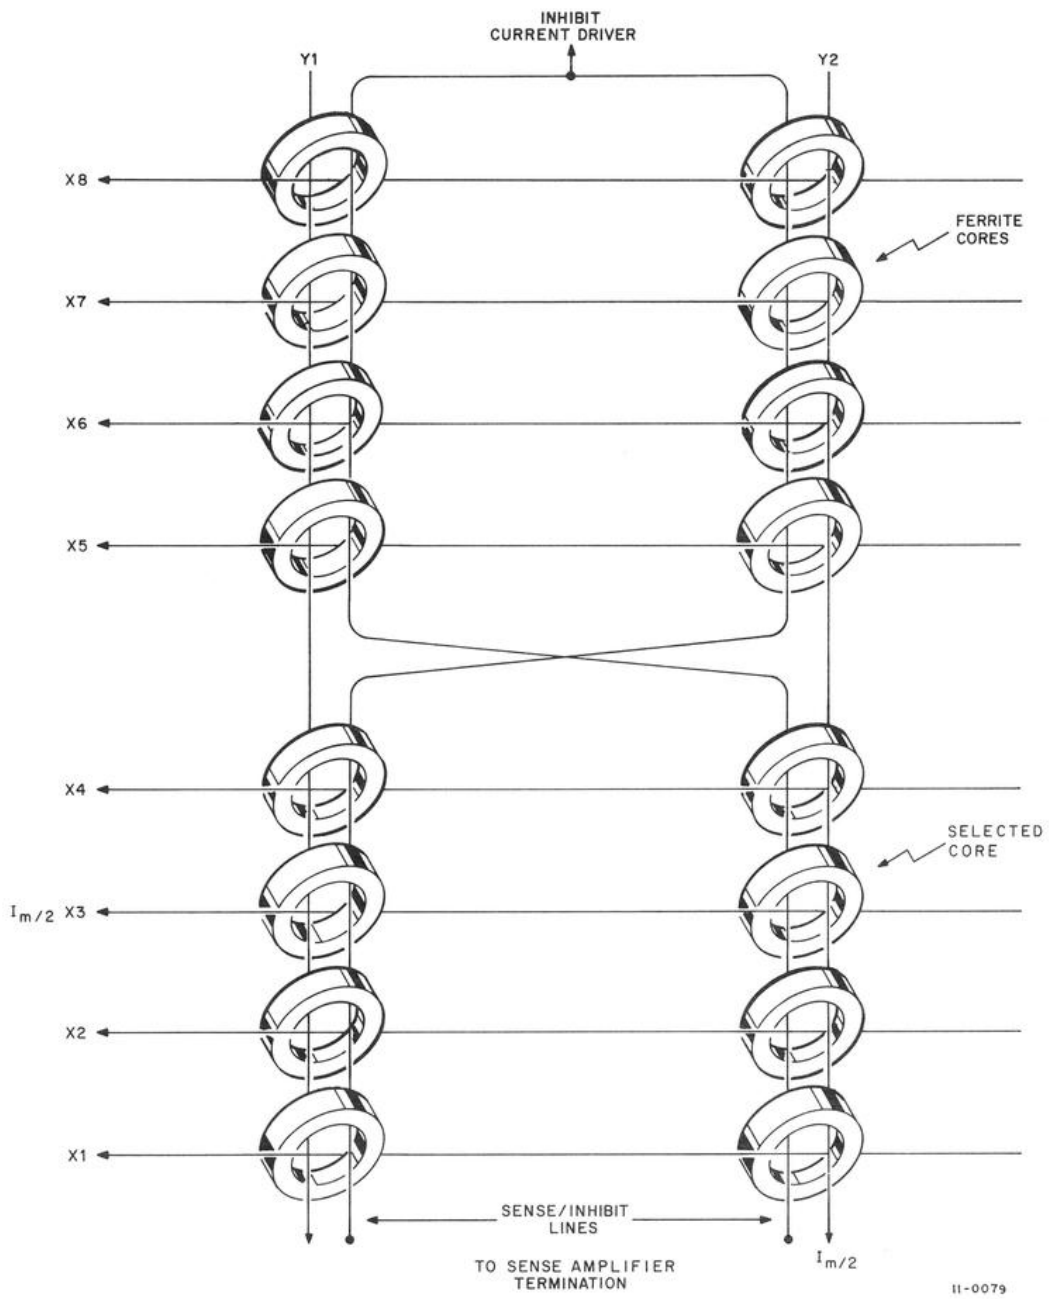 INHIBIT
CURRENT DRIVER
Y1
Y2
X8
FERRITE
CORES
X7
X6
X5
X4
SELECTED
CORE
Im/2 X3
X2
X1
SENSE/INHIBIT
LINES
Im/2
TO SENSE AMPLIFIER
TERMINATION
11-0079